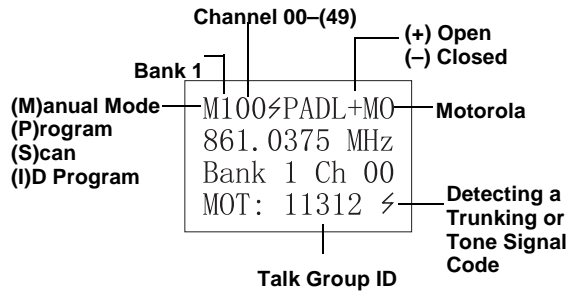 Channel 00–(49)
(+) Open
(–) Closed
Bank 1
(M)anual Mode
(P)rogram
(S)can
(I)D Program
M100⚡PADL+MO
861.0375 MHz
Bank 1 Ch 00
MOT: 11312 ⚡
Motorola
Detecting a
Trunking or
Tone Signal
Code
Talk Group ID